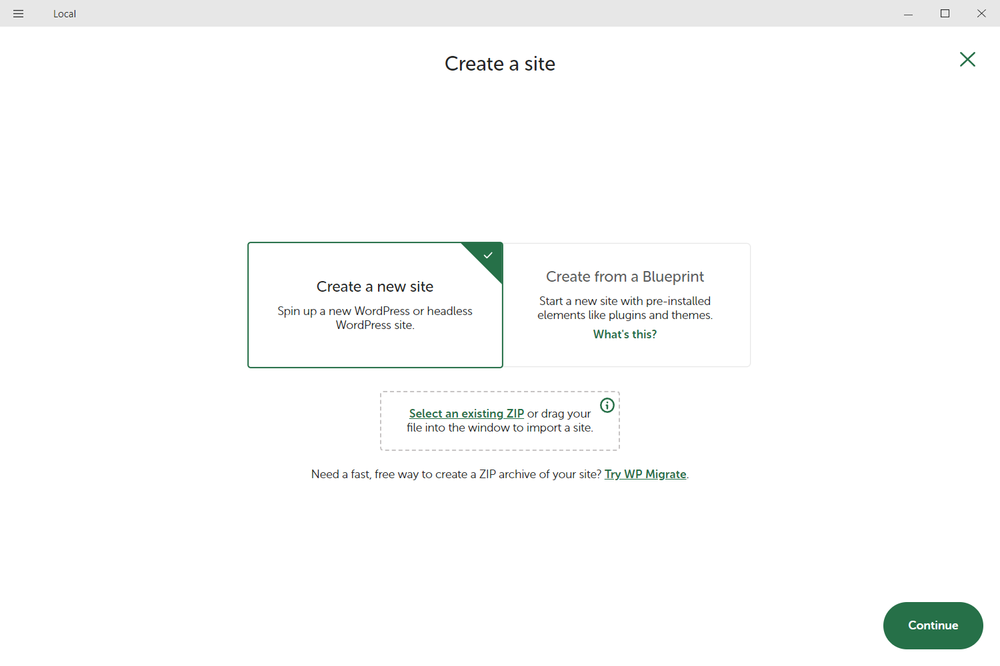 Local
Create a site
Create a new site
Spin up a new WordPress or headless
WordPress site.
Create from a Blueprint
Start a new site with pre-installed
elements like plugins and themes.
What's this?
Select an existing ZIP or drag your
file into the window to import a site.
Need a fast, free way to create a ZIP archive of your site? Try WP Migrate.
Continue